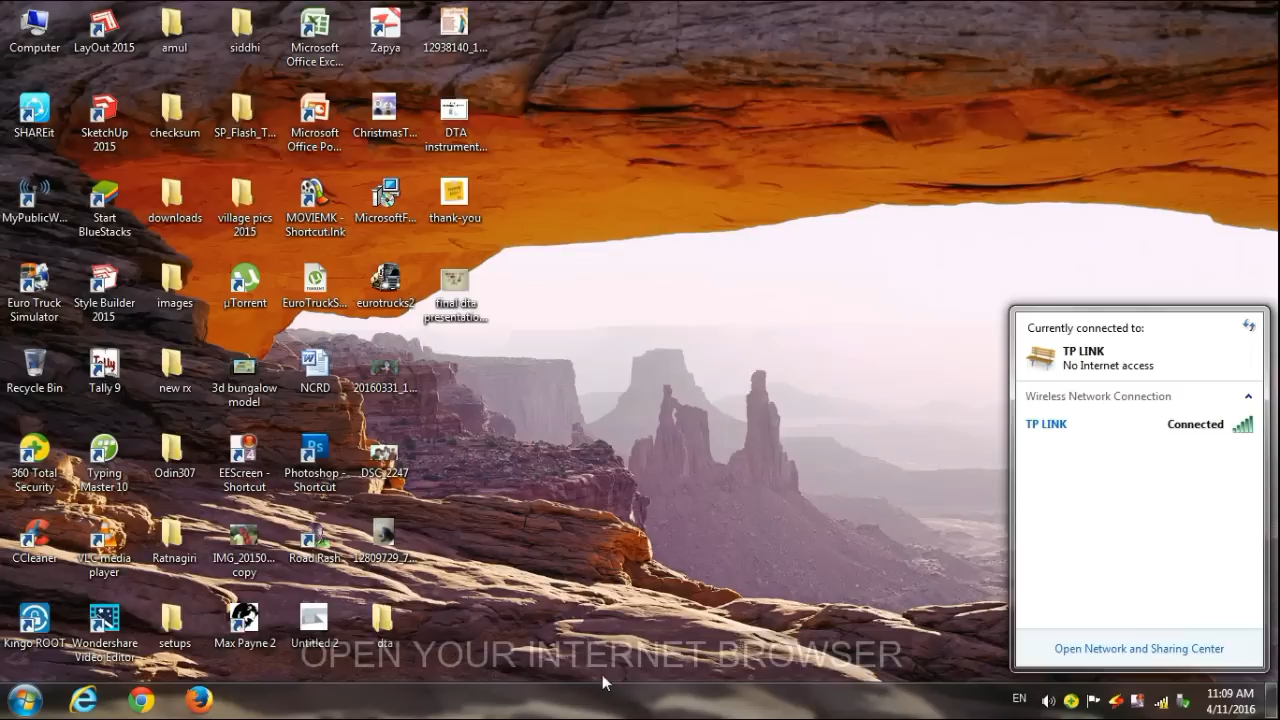 Computer
LayOut 2015
amul
siddhi
Microsoft
Office Exc...
Zapya
12938140_1...
SHAREit
SketchUp
2015
checksum
SP_Flash_T...
Microsoft
Office Po...
ChristmasT...
DTA
instrument...
MyPublicW...
Start
BlueStacks
downloads
village pics
2015
MOVIEMK -
Shortcut.lnk
MicrosoftF...
thank-you
Euro Truck
Simulator
Style Builder
2015
images
µTorrent
EuroTruckS...
eurotrucks2
final dta
presentatio...
Recycle Bin
Tally 9
new rx
3d bungalow
model
NCRD
20160331_1...
360 Total
Security
Typing
Master 10
Odin307
EEScreen -
Shortcut
Photoshop -
Shortcut
DSC_2247
CCleaner
VLC media
player
Ratnagiri
IMG_20150...
copy
Road Rash
12809729_7...
Kingo ROOT
Wondershare
Video Editor
setups
Max Payne 2
Untitled 2
dta
OPEN YOUR INTERNET BROWSER
Currently connected to:
TP LINK
No Internet access
Wireless Network Connection
TP LINK
Connected
Open Network and Sharing Center
EN
11:09 AM
4/11/2016